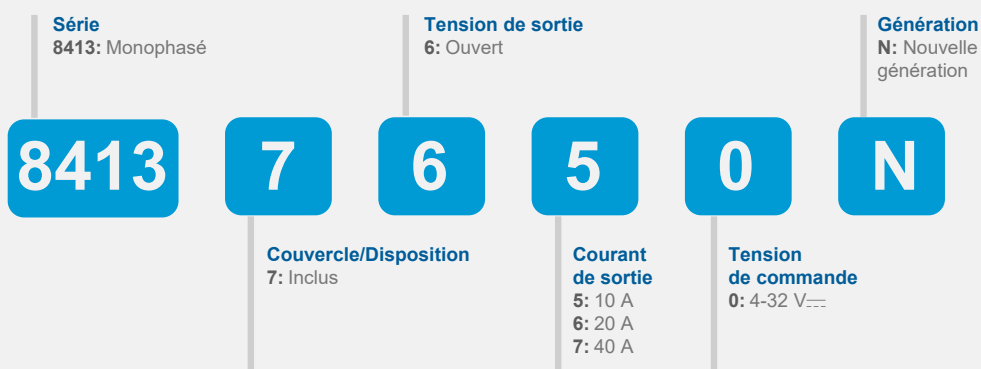 Série
8413: Monophasé
Tension de sortie
6: Ouvert
Génération
N: Nouvelle
génération
8413 7 6 5 0 N
Couvercle/Disposition
7: Inclus
Courant
de sortie
5: 10 A
6: 20 A
7: 40 A
Tension
de commande
0: 4-32 V⎓